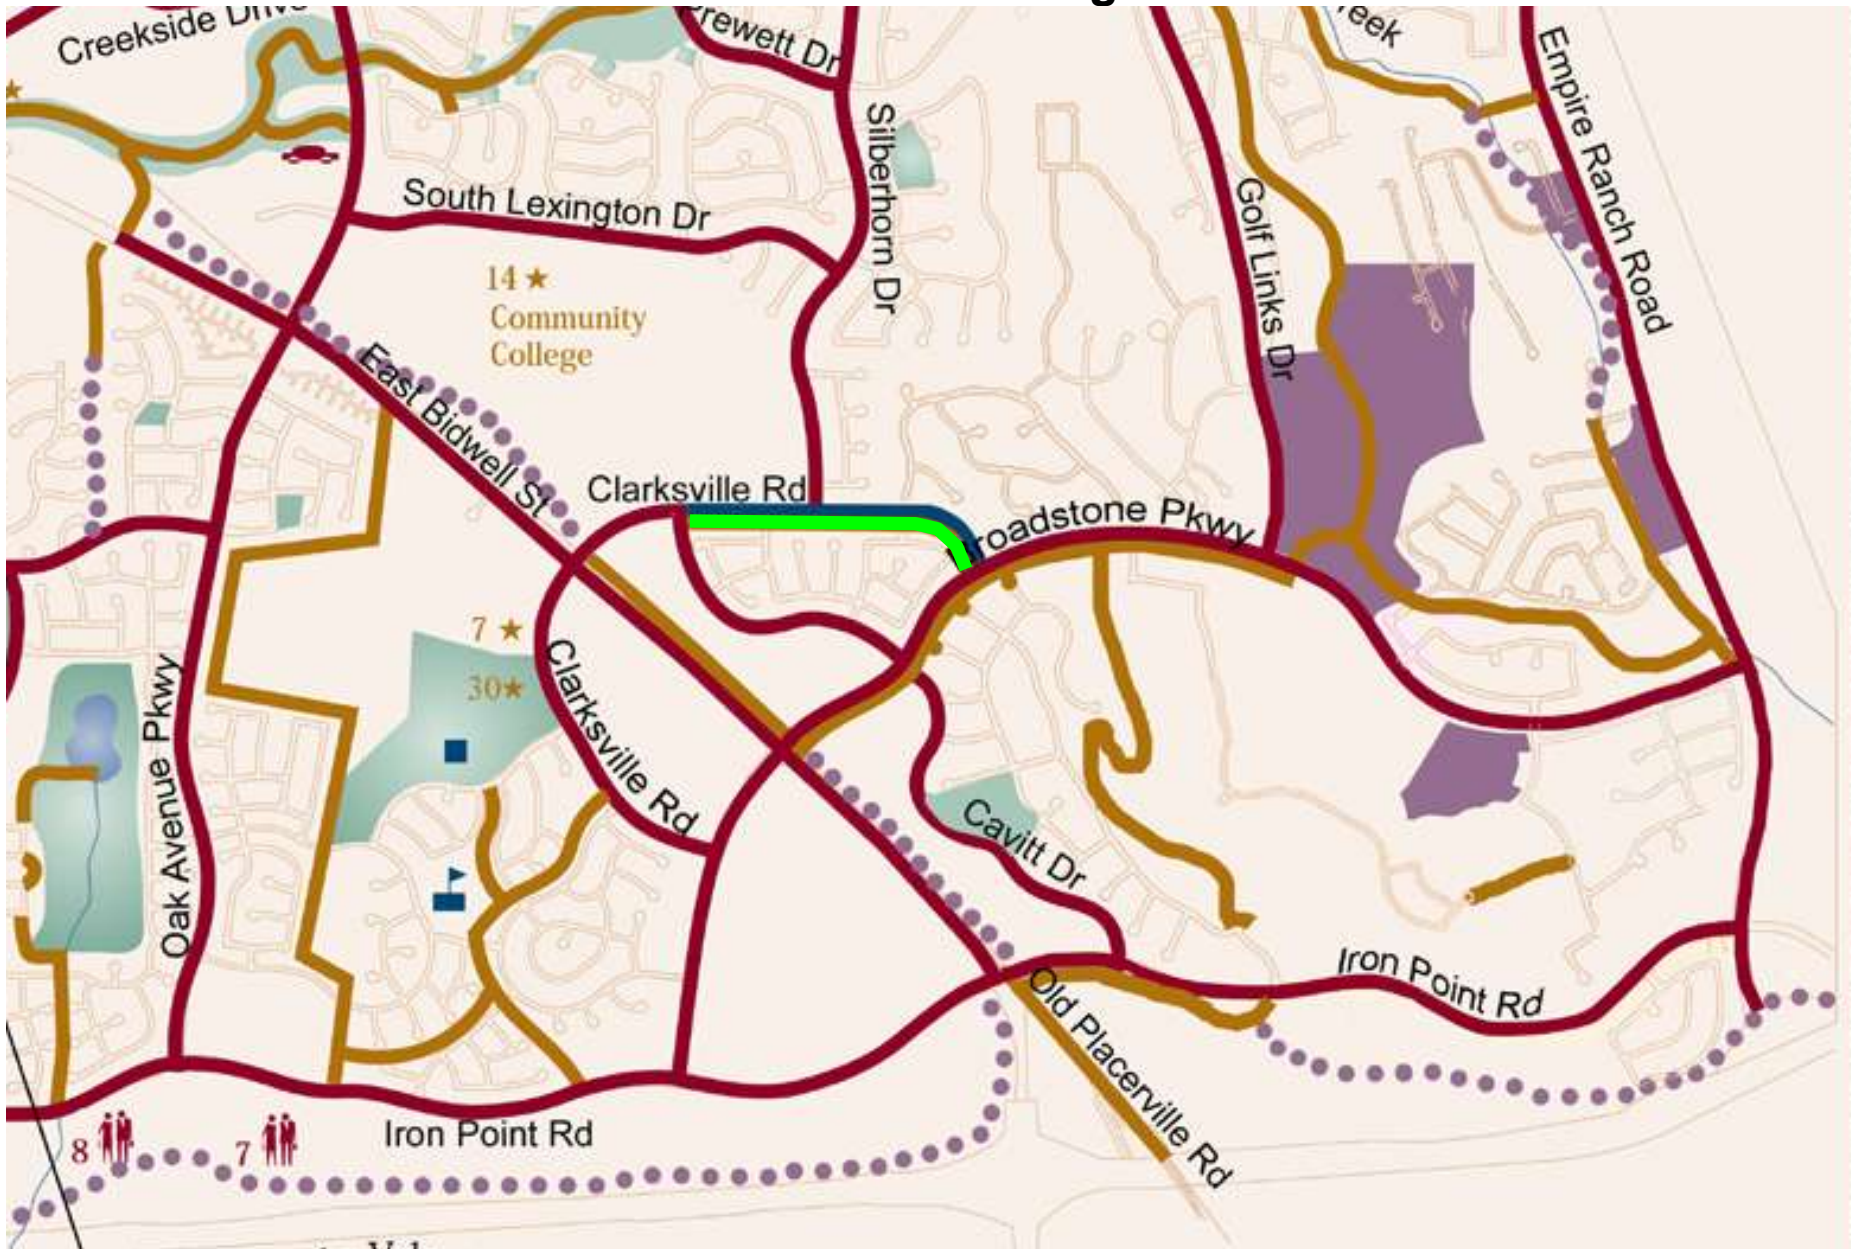 Creekside Drive
rewett Dr
reek
Empire Ranch Road
Silberhorn Dr
South Lexington Dr
Golf Links Dr
14
Community
College
East Bidwell St
Clarksville Rd
roadstone Pkwy
7
30
Clarksville Rd
Oak Avenue Pkwy
Cavitt Dr
Iron Point Rd
Old Placerville Rd
Iron Point Rd
8
7